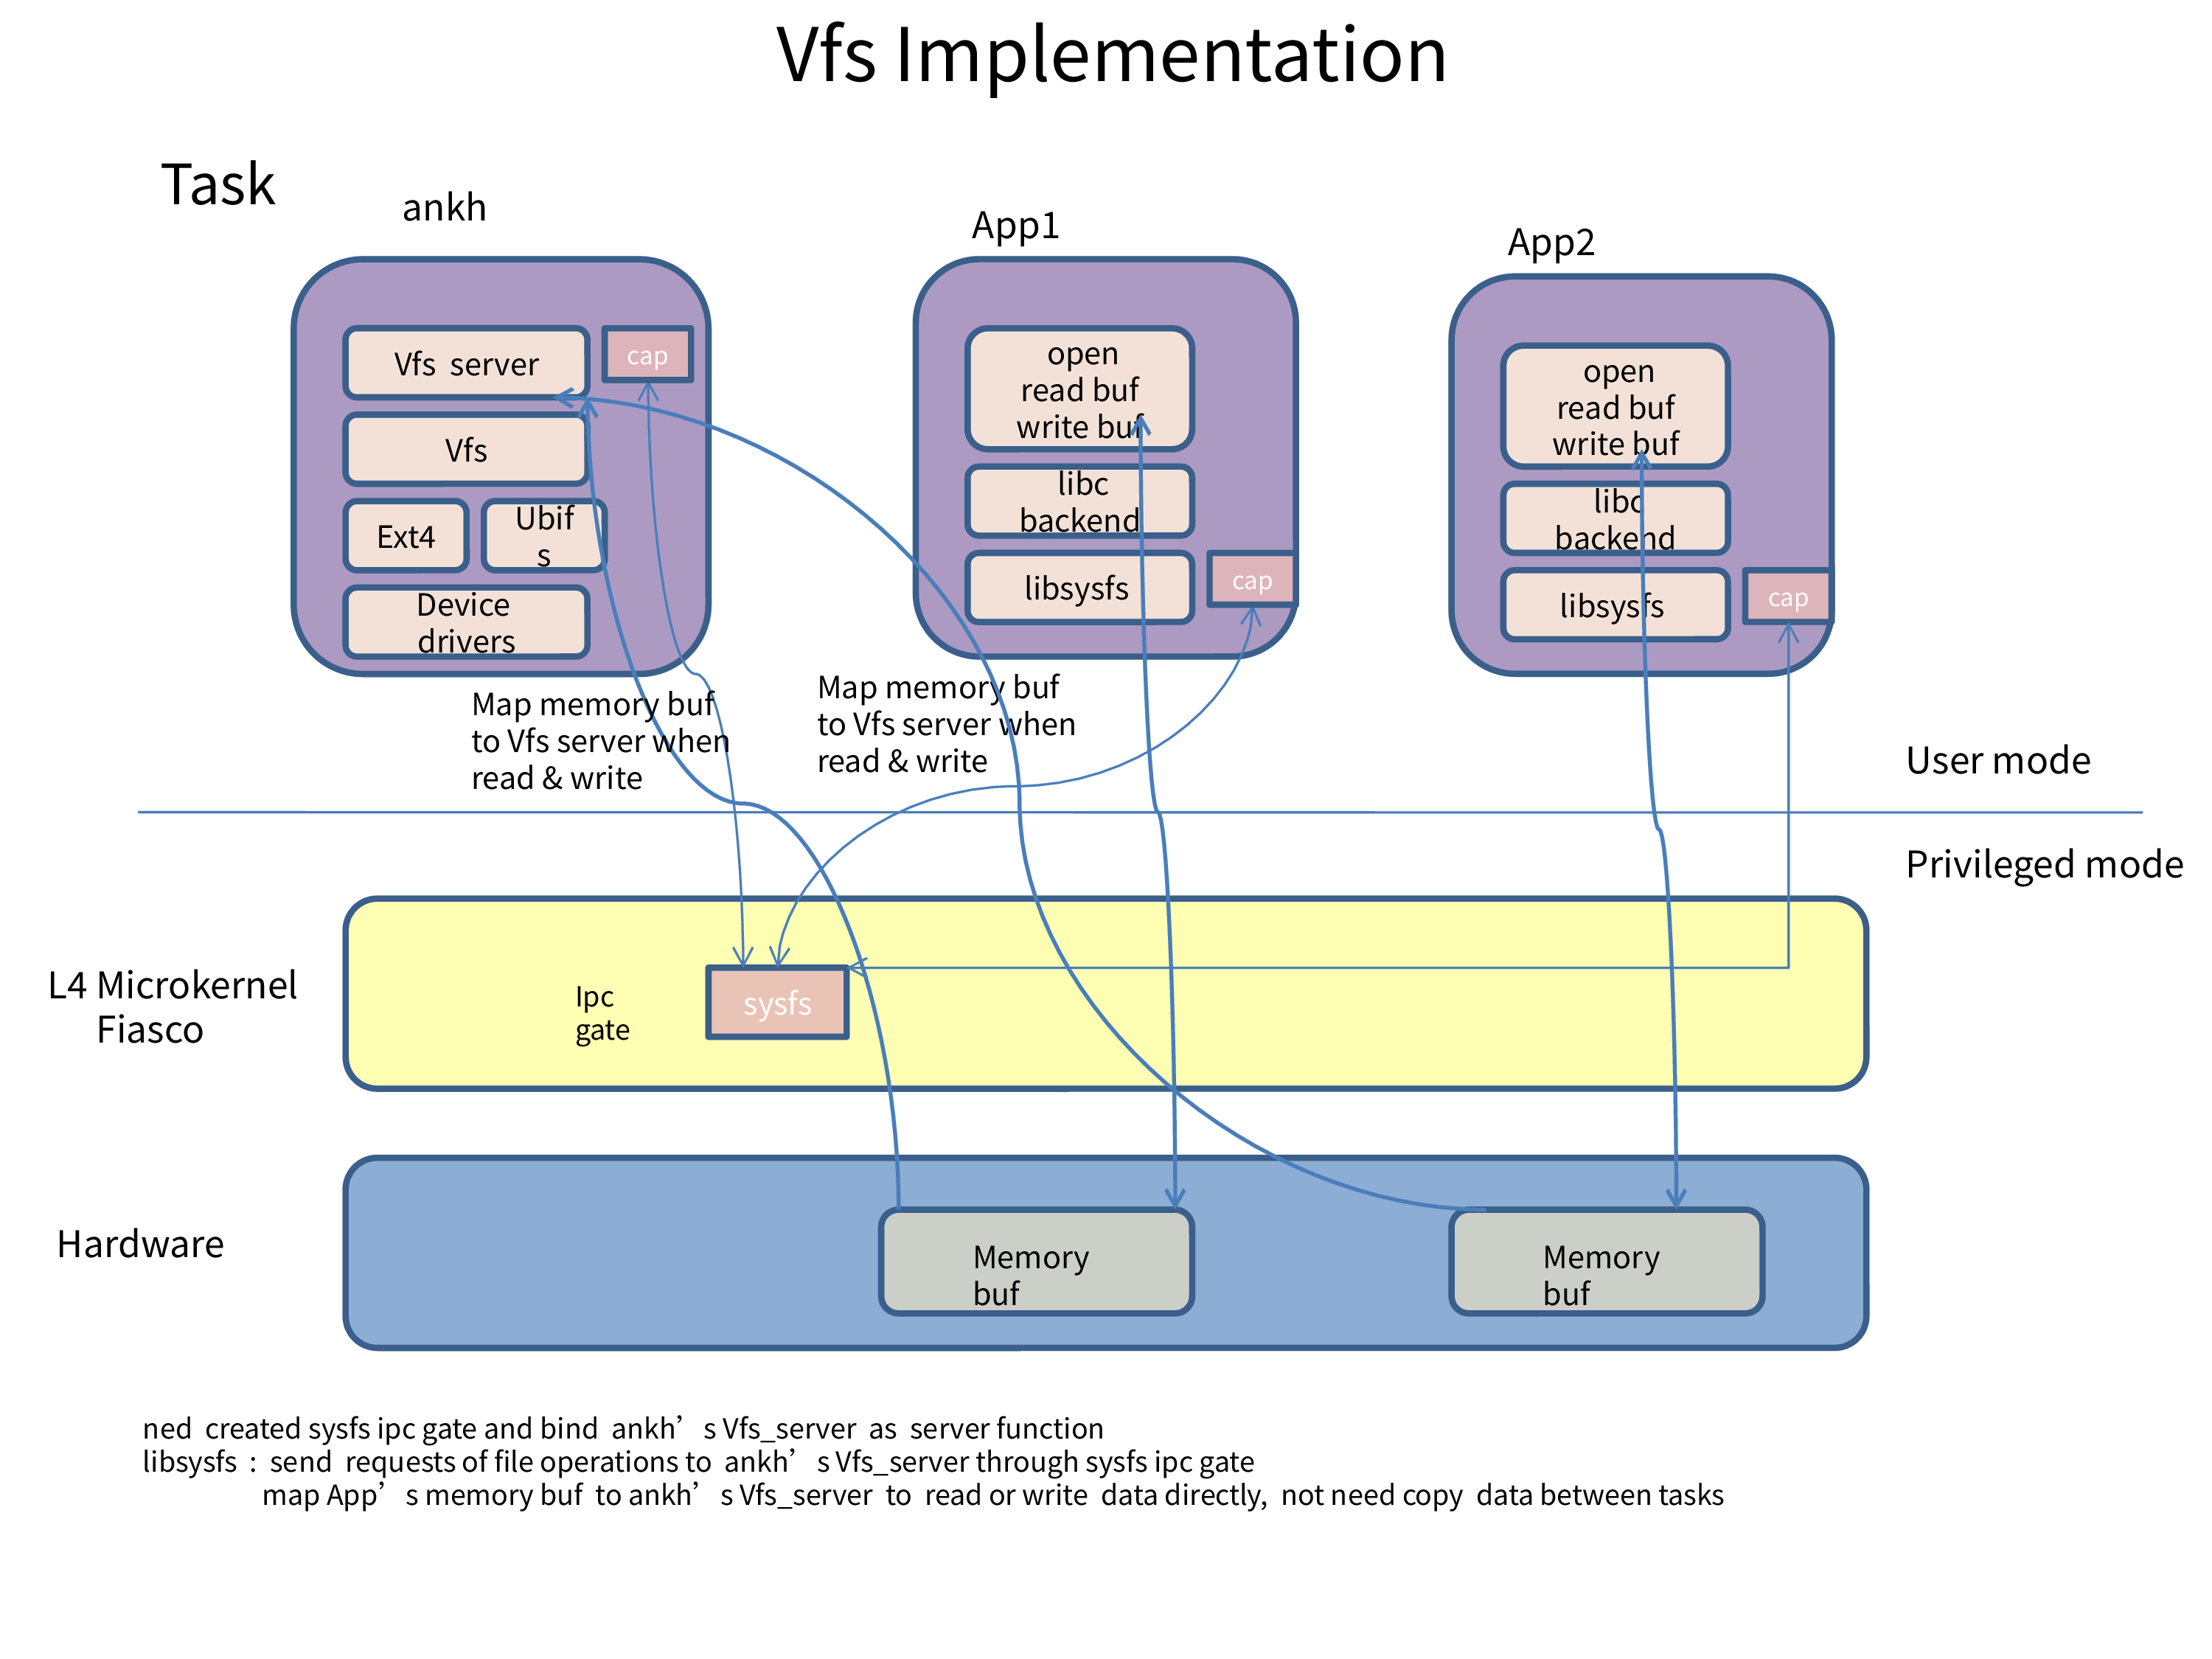 Vfs Implementation
Task
ankh
App1
App2
Vfs  server
cap
Vfs
Ext4
Ubif
s
Device
drivers
open
read buf
write buf
libc
backend
libsysfs
cap
open
read buf
write buf
libc
backend
libsysfs
cap
Map memory buf
to Vfs server when
read & write
Map memory buf
to Vfs server when
read & write
User mode
Privileged mode
L4 Microkernel
Fiasco
Ipc
gate
sysfs
Hardware
Memory
buf
Memory
buf
ned  created sysfs ipc gate and bind  ankh’s Vfs_server  as  server function
libsysfs :  send  requests of file operations to  ankh’s Vfs_server through sysfs ipc gate
map App’s memory buf  to ankh’s Vfs_server  to  read or write  data directly,  not need copy  data between tasks